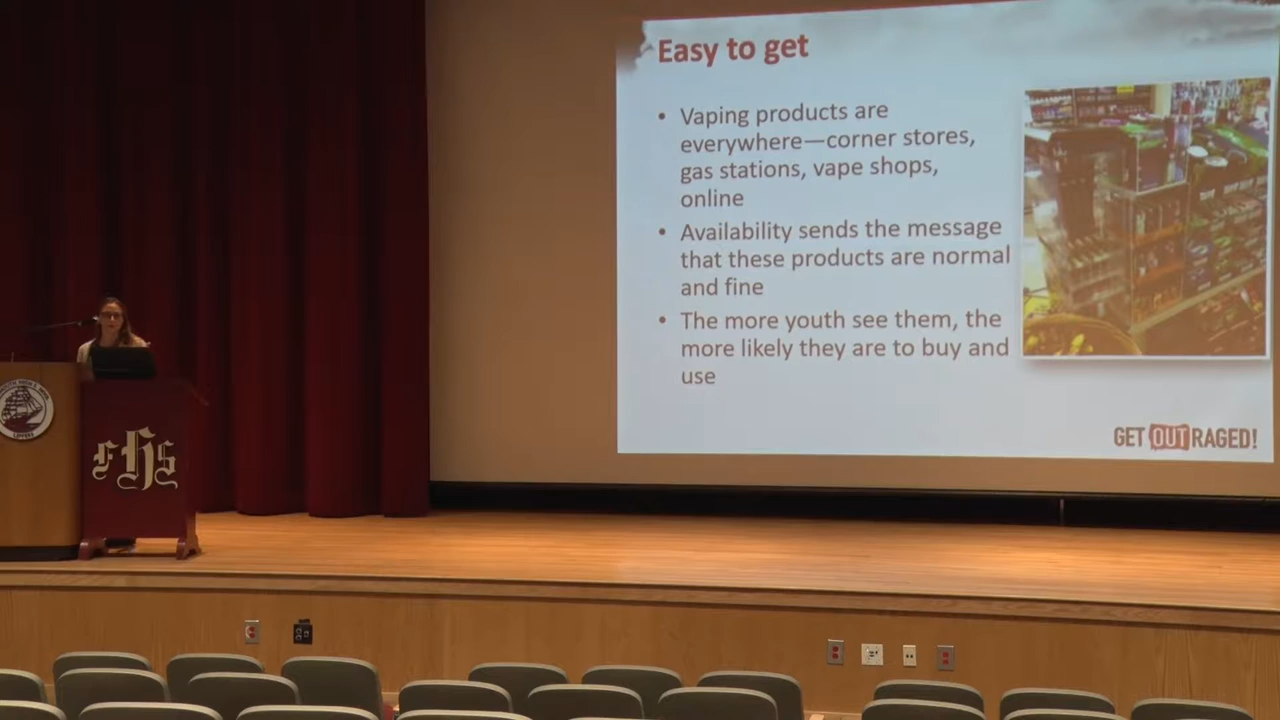 Easy to get
• Vaping products are
everywhere—corner stores,
gas stations, vape shops,
online
• Availability sends the message
that these products are normal
and fine
• The more youth see them, the
more likely they are to buy and
use
GET OUTRAGED!
FHS